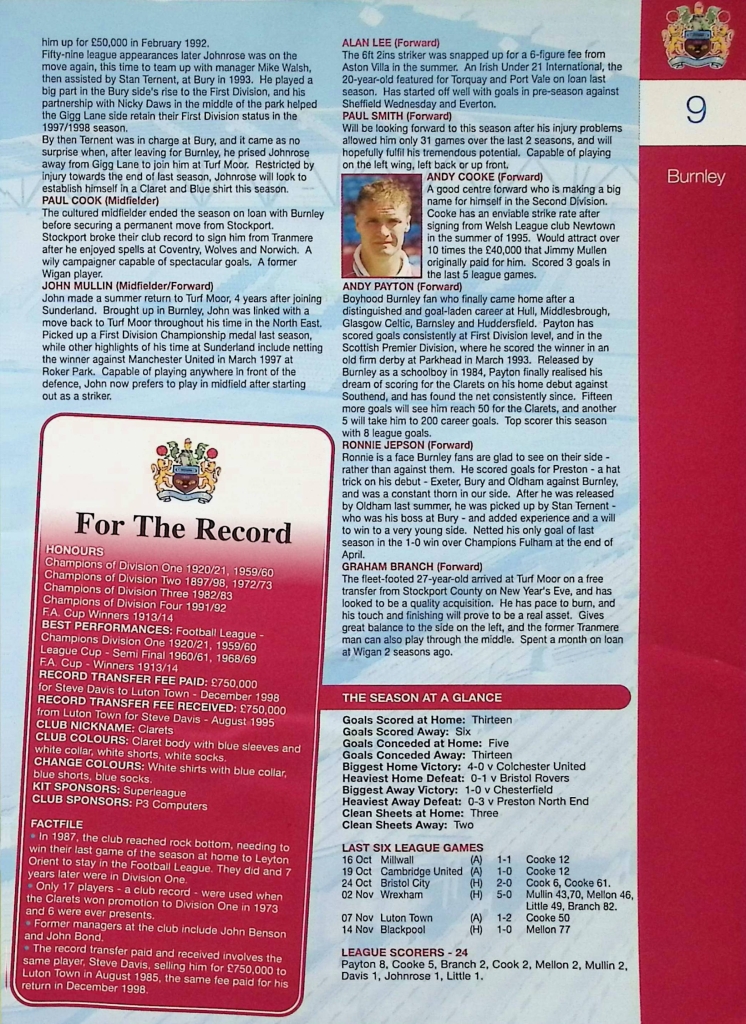 him up for £50,000 in February 1992.
Fifty-nine league appearances later Johnrose was on the
move again, this time to team up with manager Mike Walsh,
then assisted by Stan Ternent, at Bury in 1993. He played a
big part in the Bury side's rise to the First Division, and his
partnership with Nicky Daws in the middle of the park helped
the Gigg Lane side retain their First Division status in the
1997/1998 season.
By then Ternent was in charge at Bury, and it came as no
surprise when, after leaving for Burnley, he prised Johnrose
away from Gigg Lane to join him at Turf Moor. Restricted by
injury towards the end of last season, Johnrose will look to
establish himself in a Claret and Blue shirt this season.
PAUL COOK (Midfielder)
The cultured midfielder ended the season on loan with Burnley
before securing a permanent move from Stockport.
Stockport broke their club record to sign him from Tranmere
after he enjoyed spells at Coventry, Wolves and Norwich. A
wily campaigner capable of spectacular goals. A former
Wigan player.
JOHN MULLIN (Midfielder/Forward)
John made a summer return to Turf Moor, 4 years after joining
Sunderland. Brought up in Burnley, John was linked with a
move back to Turf Moor throughout his time in the North East.
Picked up a First Division Championship medal last season,
while other highlights of his time at Sunderland include netting
the winner against Manchester United in March 1997 at
Roker Park. Capable of playing anywhere in front of the
defence, John now prefers to play in midfield after starting
out as a striker.
For The Record
HONOURS
Champions of Division One 1920/21, 1959/60
Champions of Division Two 1897/98, 1972/73
Champions of Division Three 1982/83
Champions of Division Four 1991/92
F.A. Cup Winners 1913/14
BEST PERFORMANCES: Football League -
Champions Division One 1920/21, 1959/60
League Cup - Semi Final 1960/61, 1968/69
F.A. Cup - Winners 1913/14
RECORD TRANSFER FEE PAID: £750,000
for Steve Davis to Luton Town - December 1998
RECORD TRANSFER FEE RECEIVED: £750,000
from Luton Town for Steve Davis - August 1995
CLUB NICKNAME: Clarets
CLUB COLOURS: Claret body with blue sleeves and
white collar, white shorts, white socks.
CHANGE COLOURS: White shirts with blue collar,
blue shorts, blue socks.
KIT SPONSORS: Superleague
CLUB SPONSORS: P3 Computers
FACTFILE
• In 1987, the club reached rock bottom, needing to
win their last game of the season at home to Leyton
Orient to stay in the Football League. They did and 7
years later were in Division One.
• Only 17 players - a club record - were used when
the Clarets won promotion to Division One in 1973
and 6 were ever presents.
• Former managers at the club include John Benson
and John Bond.
• The record transfer paid and received involves the
same player, Steve Davis, selling him for £750,000 to
Luton Town in August 1985, the same fee paid for his
return in December 1998.
ALAN LEE (Forward)
The 6ft 2ins striker was snapped up for a 6-figure fee from
Aston Villa in the summer. An Irish Under 21 International, the
20-year-old featured for Torquay and Port Vale on loan last
season. Has started off well with goals in pre-season against
Sheffield Wednesday and Everton.
PAUL SMITH (Forward)
Will be looking forward to this season after his injury problems
allowed him only 31 games over the last 2 seasons, and will
hopefully fulfil his tremendous potential. Capable of playing
on the left wing, left back or up front.
ANDY COOKE (Forward)
A good centre forward who is making a big
name for himself in the Second Division.
Cooke has an enviable strike rate after
signing from Welsh League club Newtown
in the summer of 1995. Would attract over
10 times the £40,000 that Jimmy Mullen
originally paid for him. Scored 3 goals in
the last 5 league games.
ANDY PAYTON (Forward)
Boyhood Burnley fan who finally came home after a
distinguished and goal-laden career at Hull, Middlesbrough,
Glasgow Celtic, Barnsley and Huddersfield. Payton has
scored goals consistently at First Division level, and in the
Scottish Premier Division, where he scored the winner in an
old firm derby at Parkhead in March 1993. Released by
Burnley as a schoolboy in 1984, Payton finally realised his
dream of scoring for the Clarets on his home debut against
Southend, and has found the net consistently since. Fifteen
more goals will see him reach 50 for the Clarets, and another
5 will take him to 200 career goals. Top scorer this season
with 8 league goals.
RONNIE JEPSON (Forward)
Ronnie is a face Burnley fans are glad to see on their side -
rather than against them. He scored goals for Preston - a hat
trick on his debut - Exeter, Bury and Oldham against Burnley,
and was a constant thorn in our side. After he was released
by Oldham last summer, he was picked up by Stan Ternent -
who was his boss at Bury - and added experience and a will
to win to a very young side. Netted his only goal of last
season in the 1-0 win over Champions Fulham at the end of
April.
GRAHAM BRANCH (Forward)
The fleet-footed 27-year-old arrived at Turf Moor on a free
transfer from Stockport County on New Year's Eve, and has
looked to be a quality acquisition. He has pace to burn, and
his touch and finishing will prove to be a real asset. Gives
great balance to the side on the left, and the former Tranmere
man can also play through the middle. Spent a month on loan
at Wigan 2 seasons ago.
THE SEASON AT A GLANCE
Goals Scored at Home: Thirteen
Goals Scored Away: Six
Goals Conceded at Home: Five
Goals Conceded Away: Thirteen
Biggest Home Victory: 4-0 v Colchester United
Heaviest Home Defeat: 0-1 v Bristol Rovers
Biggest Away Victory: 1-0 v Chesterfield
Heaviest Away Defeat: 0-3 v Preston North End
Clean Sheets at Home: Three
Clean Sheets Away: Two
LAST SIX LEAGUE GAMES
16 Oct Millwall (A) 1-1 Cooke 12
19 Oct Cambridge United (A) 1-0 Cooke 12
24 Oct Bristol City (H) 2-0 Cook 6, Cooke 61.
02 Nov Wrexham (H) 5-0 Mullin 43,70, Mellon 46,
Little 49, Branch 82.
07 Nov Luton Town (A) 1-2 Cooke 50
14 Nov Blackpool (H) 1-0 Mellon 77
LEAGUE SCORERS - 24
Payton 8, Cooke 5, Branch 2, Cook 2, Mellon 2, Mullin 2,
Davis 1, Johnrose 1, Little 1.
9
Burnley